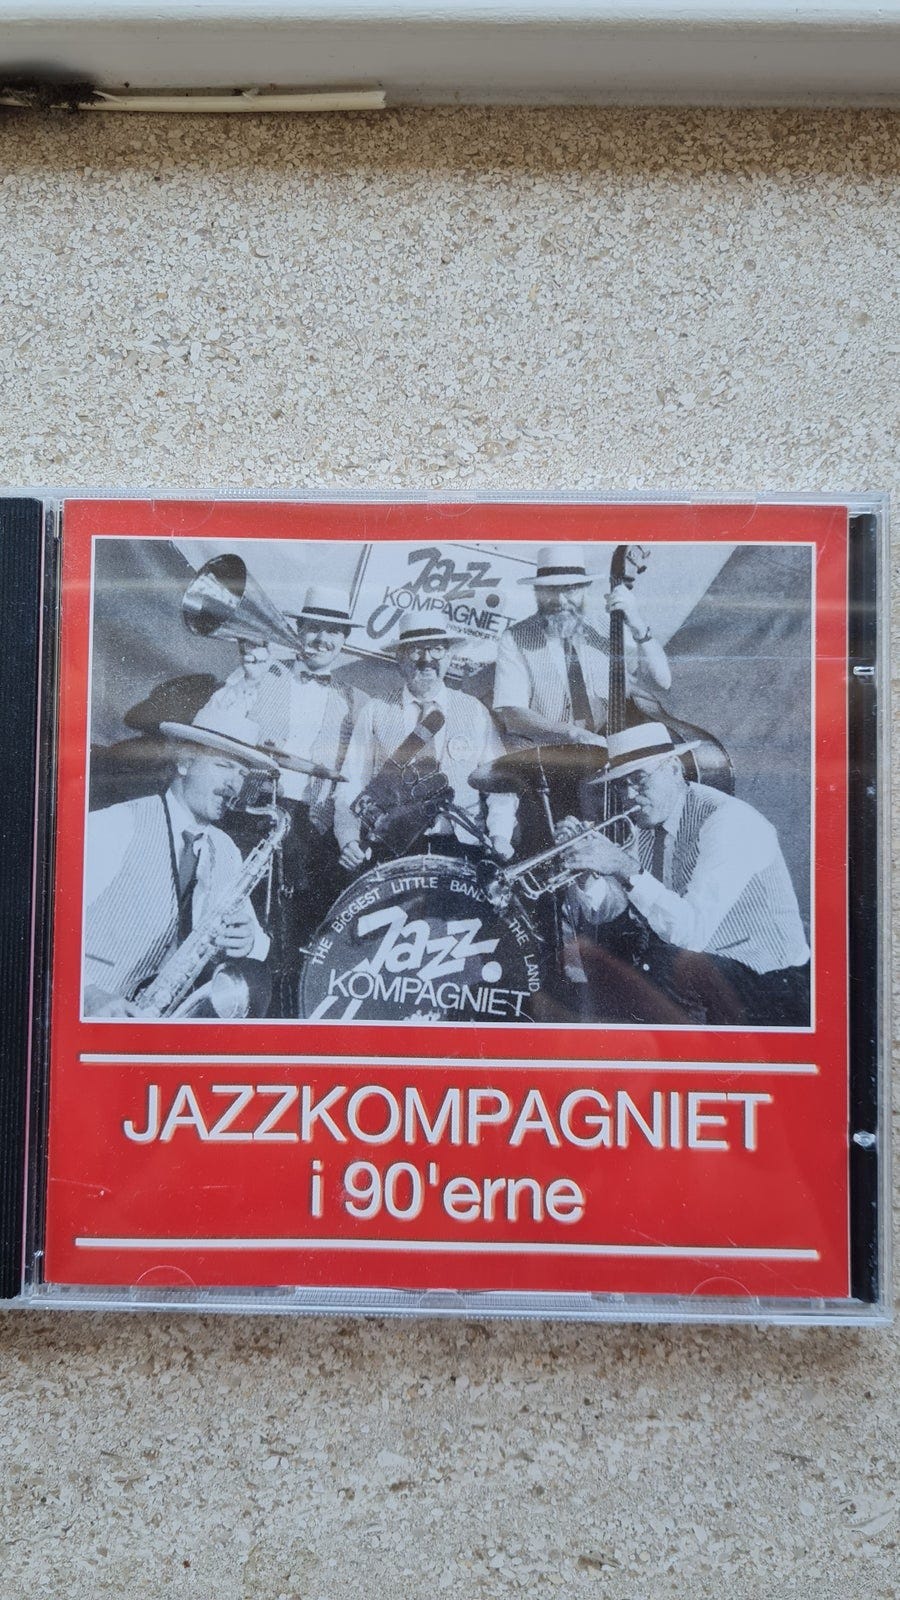 Jazz
KOMPAGNIET
THE BIGGEST LITTLE BAND THE LAND
Jazz
KOMPAGNIET
JAZZKOMPAGNIET
i 90'erne